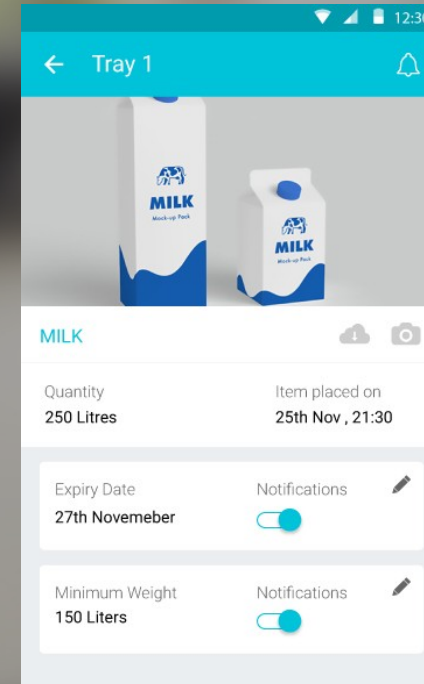 12:30
Tray 1
MILK
Mock-up Pack
MILK
Mock-up Pack
MILK
Quantity
Item placed on
250 Litres
25th Nov , 21:30
Expiry Date
Notifications
27th Novemeber
Minimum Weight
Notifications
150 Liters